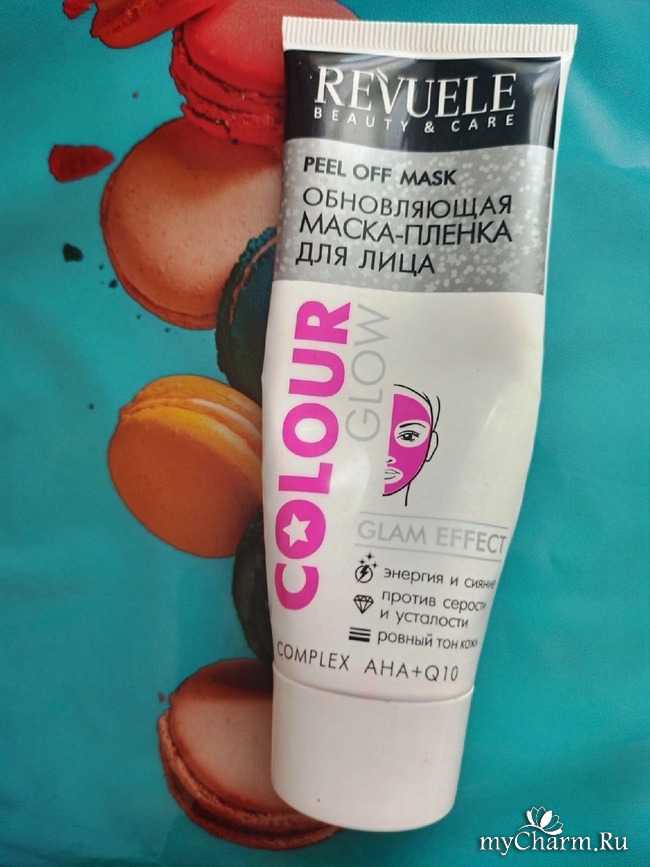 REVUELE
BEAUTY & CARE
PEEL OFF MASK
ОБНОВЛЯЮЩАЯ
МАСКА-ПЛЕНКА
ДЛЯ ЛИЦА
COLOUR
GLOW
GLAM EFFECT
энергия и сияние
против серости
и усталости
ровный тон кожи
COMPLEX AHA+Q10
myCharm.Ru